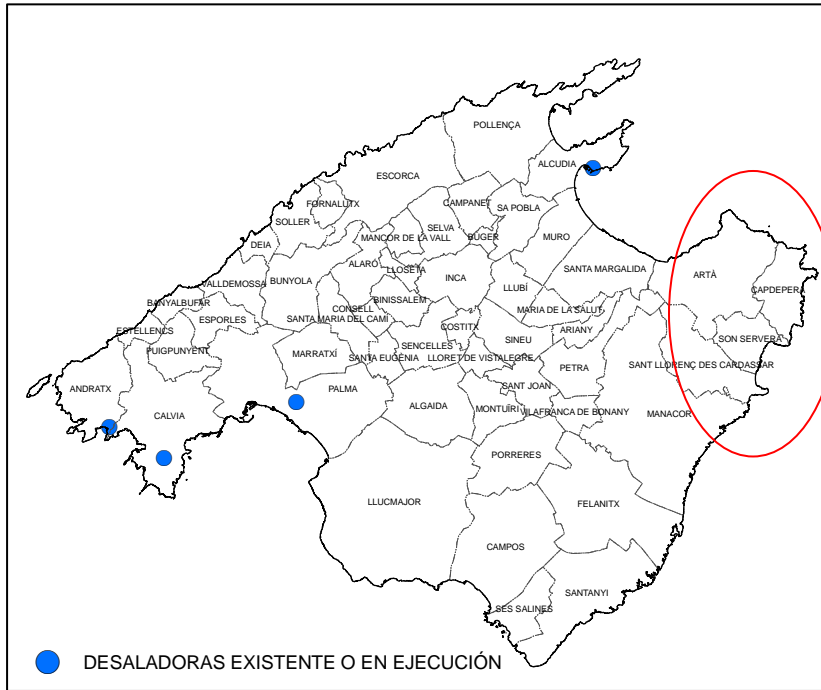 POLLENÇA
ALCUDIA
ESCORCA
FORNALUTX
CAMPANET
SA POBLA
SOLLER
SELVA
MANCOR DE LA VALL
BUGER
MURO
DEIA
ALARÓ
LLOSETA
SANTA MARGALIDA
ARTÀ
VALLDEMOSSA
BUNYOLA
INCA
LLUBÍ
CAPDEPERA
BANYALBUFAR
BINISSALEM
CONSELL
MARIA DE LA SALUT
ESPORLES
SANTA MARIA DEL CAMÍ
COSTITX
ARIANY
ESTELLENCS
SON SERVERA
SINEU
PUIGPUNYENT
SENCELLES
MARRATXÍ
SANTA EUGÈNIA
LLORET DE VISTALEGRE
PETRA
SANT LLORENÇ DES CARDASSAR
ANDRATX
PALMA
SANT JOAN
ALGAIDA
MONTUÏRI
VILAFRANCA DE BONANY
MANACOR
CALVIA
PORRERES
LLUCMAJOR
FELANITX
CAMPOS
SANTANYI
SES SALINES
DESALADORAS EXISTENTE O EN EJECUCIÓN